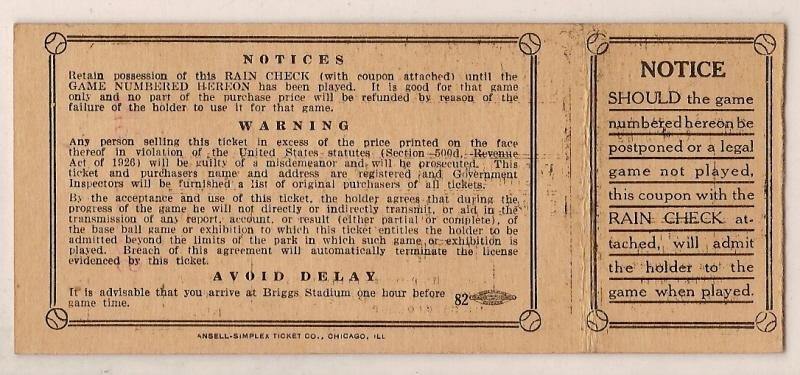 NOTICES
Retain possession of this RAIN CHECK (with coupon attached) until the
GAME NUMBERED HEREON has been played. It is good for that game
only and no part of the purchase price will be refunded by reason of the
failure of the holder to use it for that game.
WARNING
Any person selling this ticket in excess of the price printed on the face
thereof in violation of the United States statutes (Section 500d, Revenue
Act of 1926) will be guilty of a misdemeanor and will be prosecuted. This
ticket and purchasers name and address are registered and Government
Inspectors will be furnished a list of original purchasers of all tickets.
By the acceptance and use of this ticket, the holder agrees that during the
progress of the game he will not directly or indirectly transmit, or aid in the
transmission of any report, account, or result (either partial or complete), of
the base ball game or exhibition to which this ticket entitles the holder to be
admitted beyond the limits of the park in which such game or exhibition is
played. Breach of this agreement will automatically terminate the license
evidenced by this ticket.
AVOID DELAY
It is advisable that you arrive at Briggs Stadium one hour before
game time.
82
ANSELL-SIMPLEX TICKET CO., CHICAGO, ILL
NOTICE
SHOULD the game
numbered hereon be
postponed or a legal
game not played,
this coupon with the
RAIN CHECK at-
tached, will admit
the holder to the
game when played.